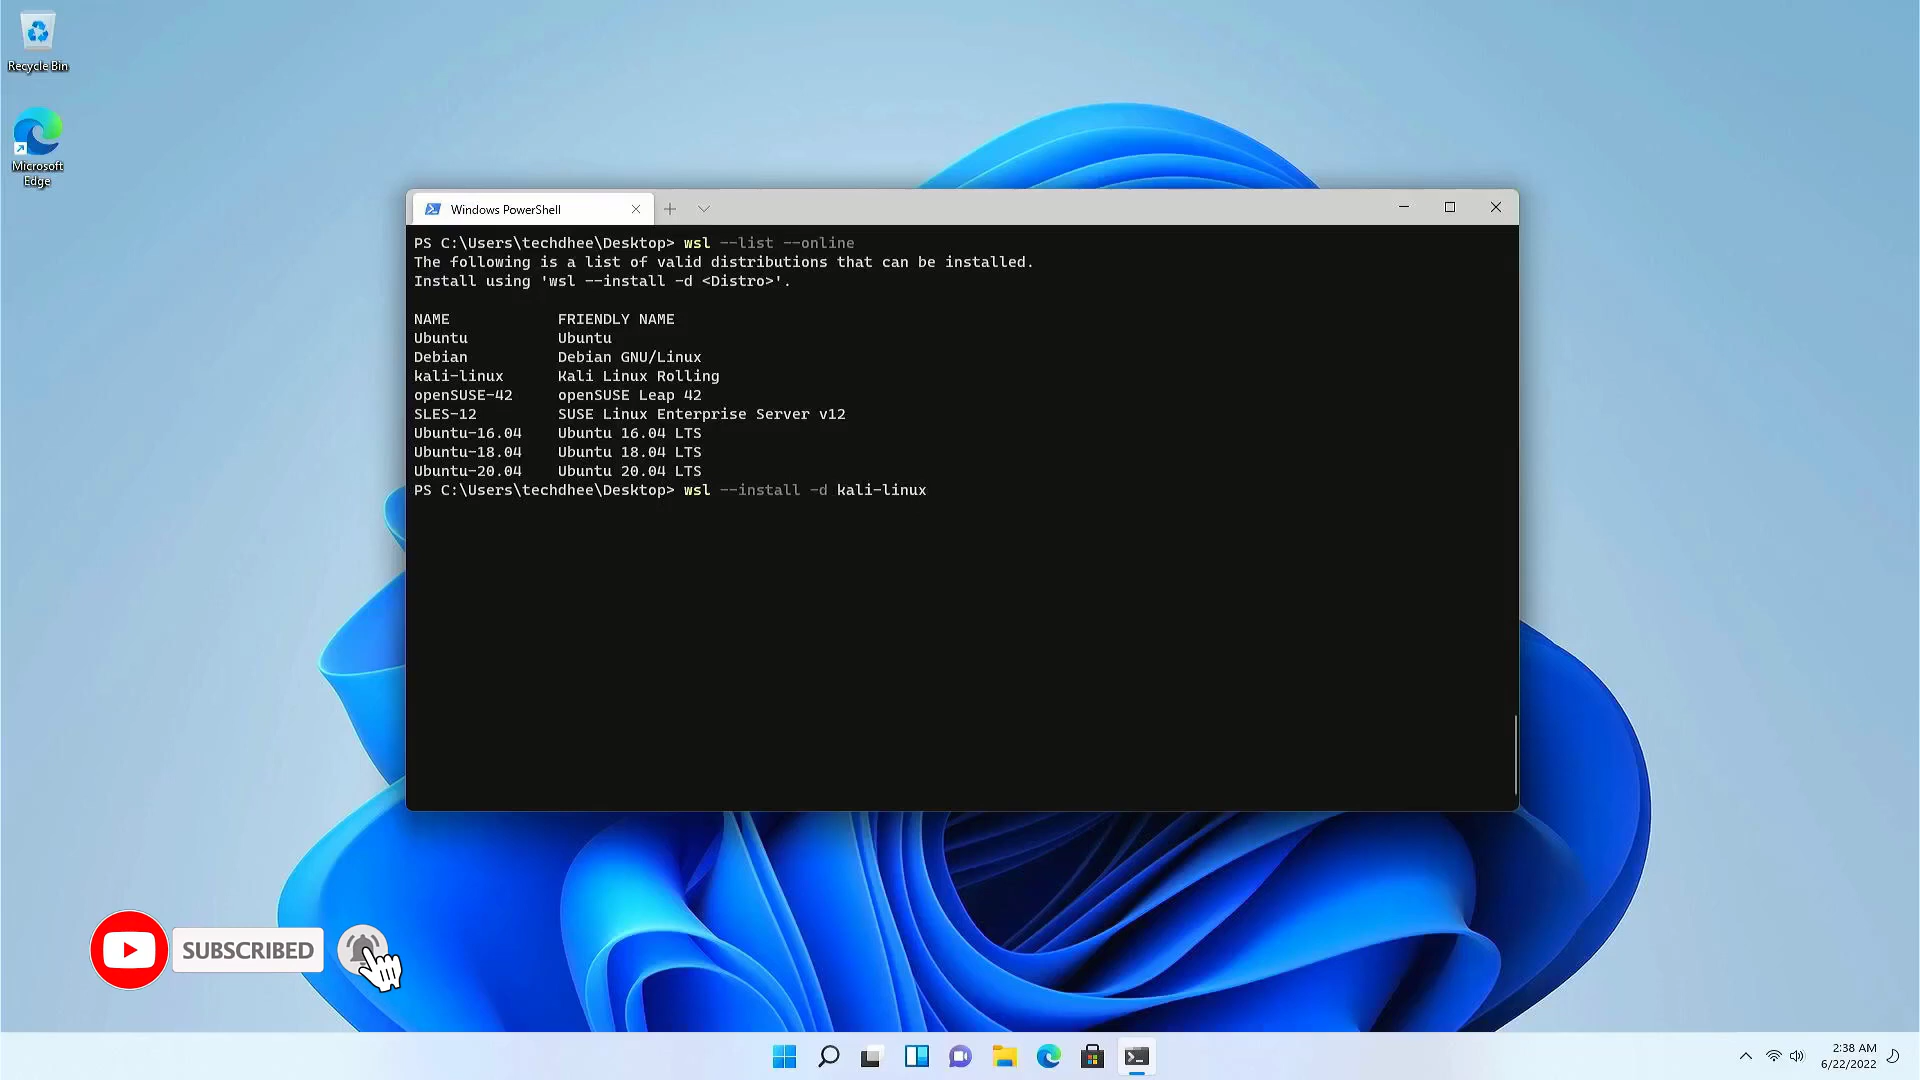 Recycle Bin
Microsoft
Edge
Windows PowerShell
PS C:\Users\techdhee\Desktop> wsl --list --online
The following is a list of valid distributions that can be installed.
Install using 'wsl --install -d <Distro>'.
NAME FRIENDLY NAME
Ubuntu Ubuntu
Debian Debian GNU/Linux
kali-linux Kali Linux Rolling
openSUSE-42 openSUSE Leap 42
SLES-12 SUSE Linux Enterprise Server v12
Ubuntu-16.04 Ubuntu 16.04 LTS
Ubuntu-18.04 Ubuntu 18.04 LTS
Ubuntu-20.04 Ubuntu 20.04 LTS
PS C:\Users\techdhee\Desktop> wsl --install -d kali-linux
SUBSCRIBED
2:38 AM
6/22/2022